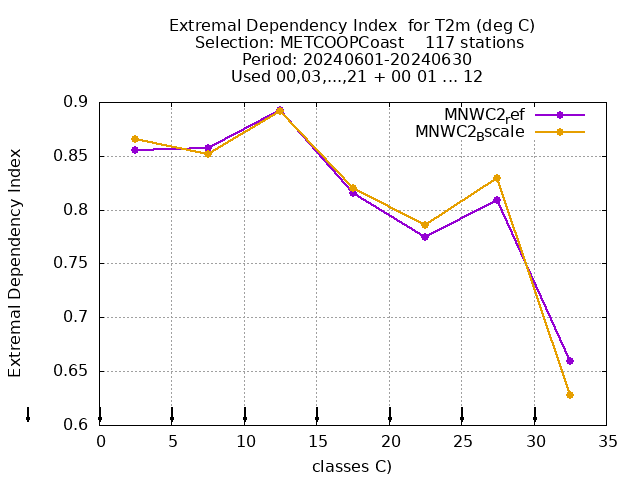 Extremal Dependency Index  for T2m (deg C)
Selection: METCOOPCoast    117 stations
Period: 20240601-20240630
Used 00,03,...,21 + 00 01 ... 12
MNWC2ref
MNWC2Bscale
Extremal Dependency Index
0.9
0.85
0.8
0.75
0.7
0.65
0.6
0 5 10 15 20 25 30 35
classes C)